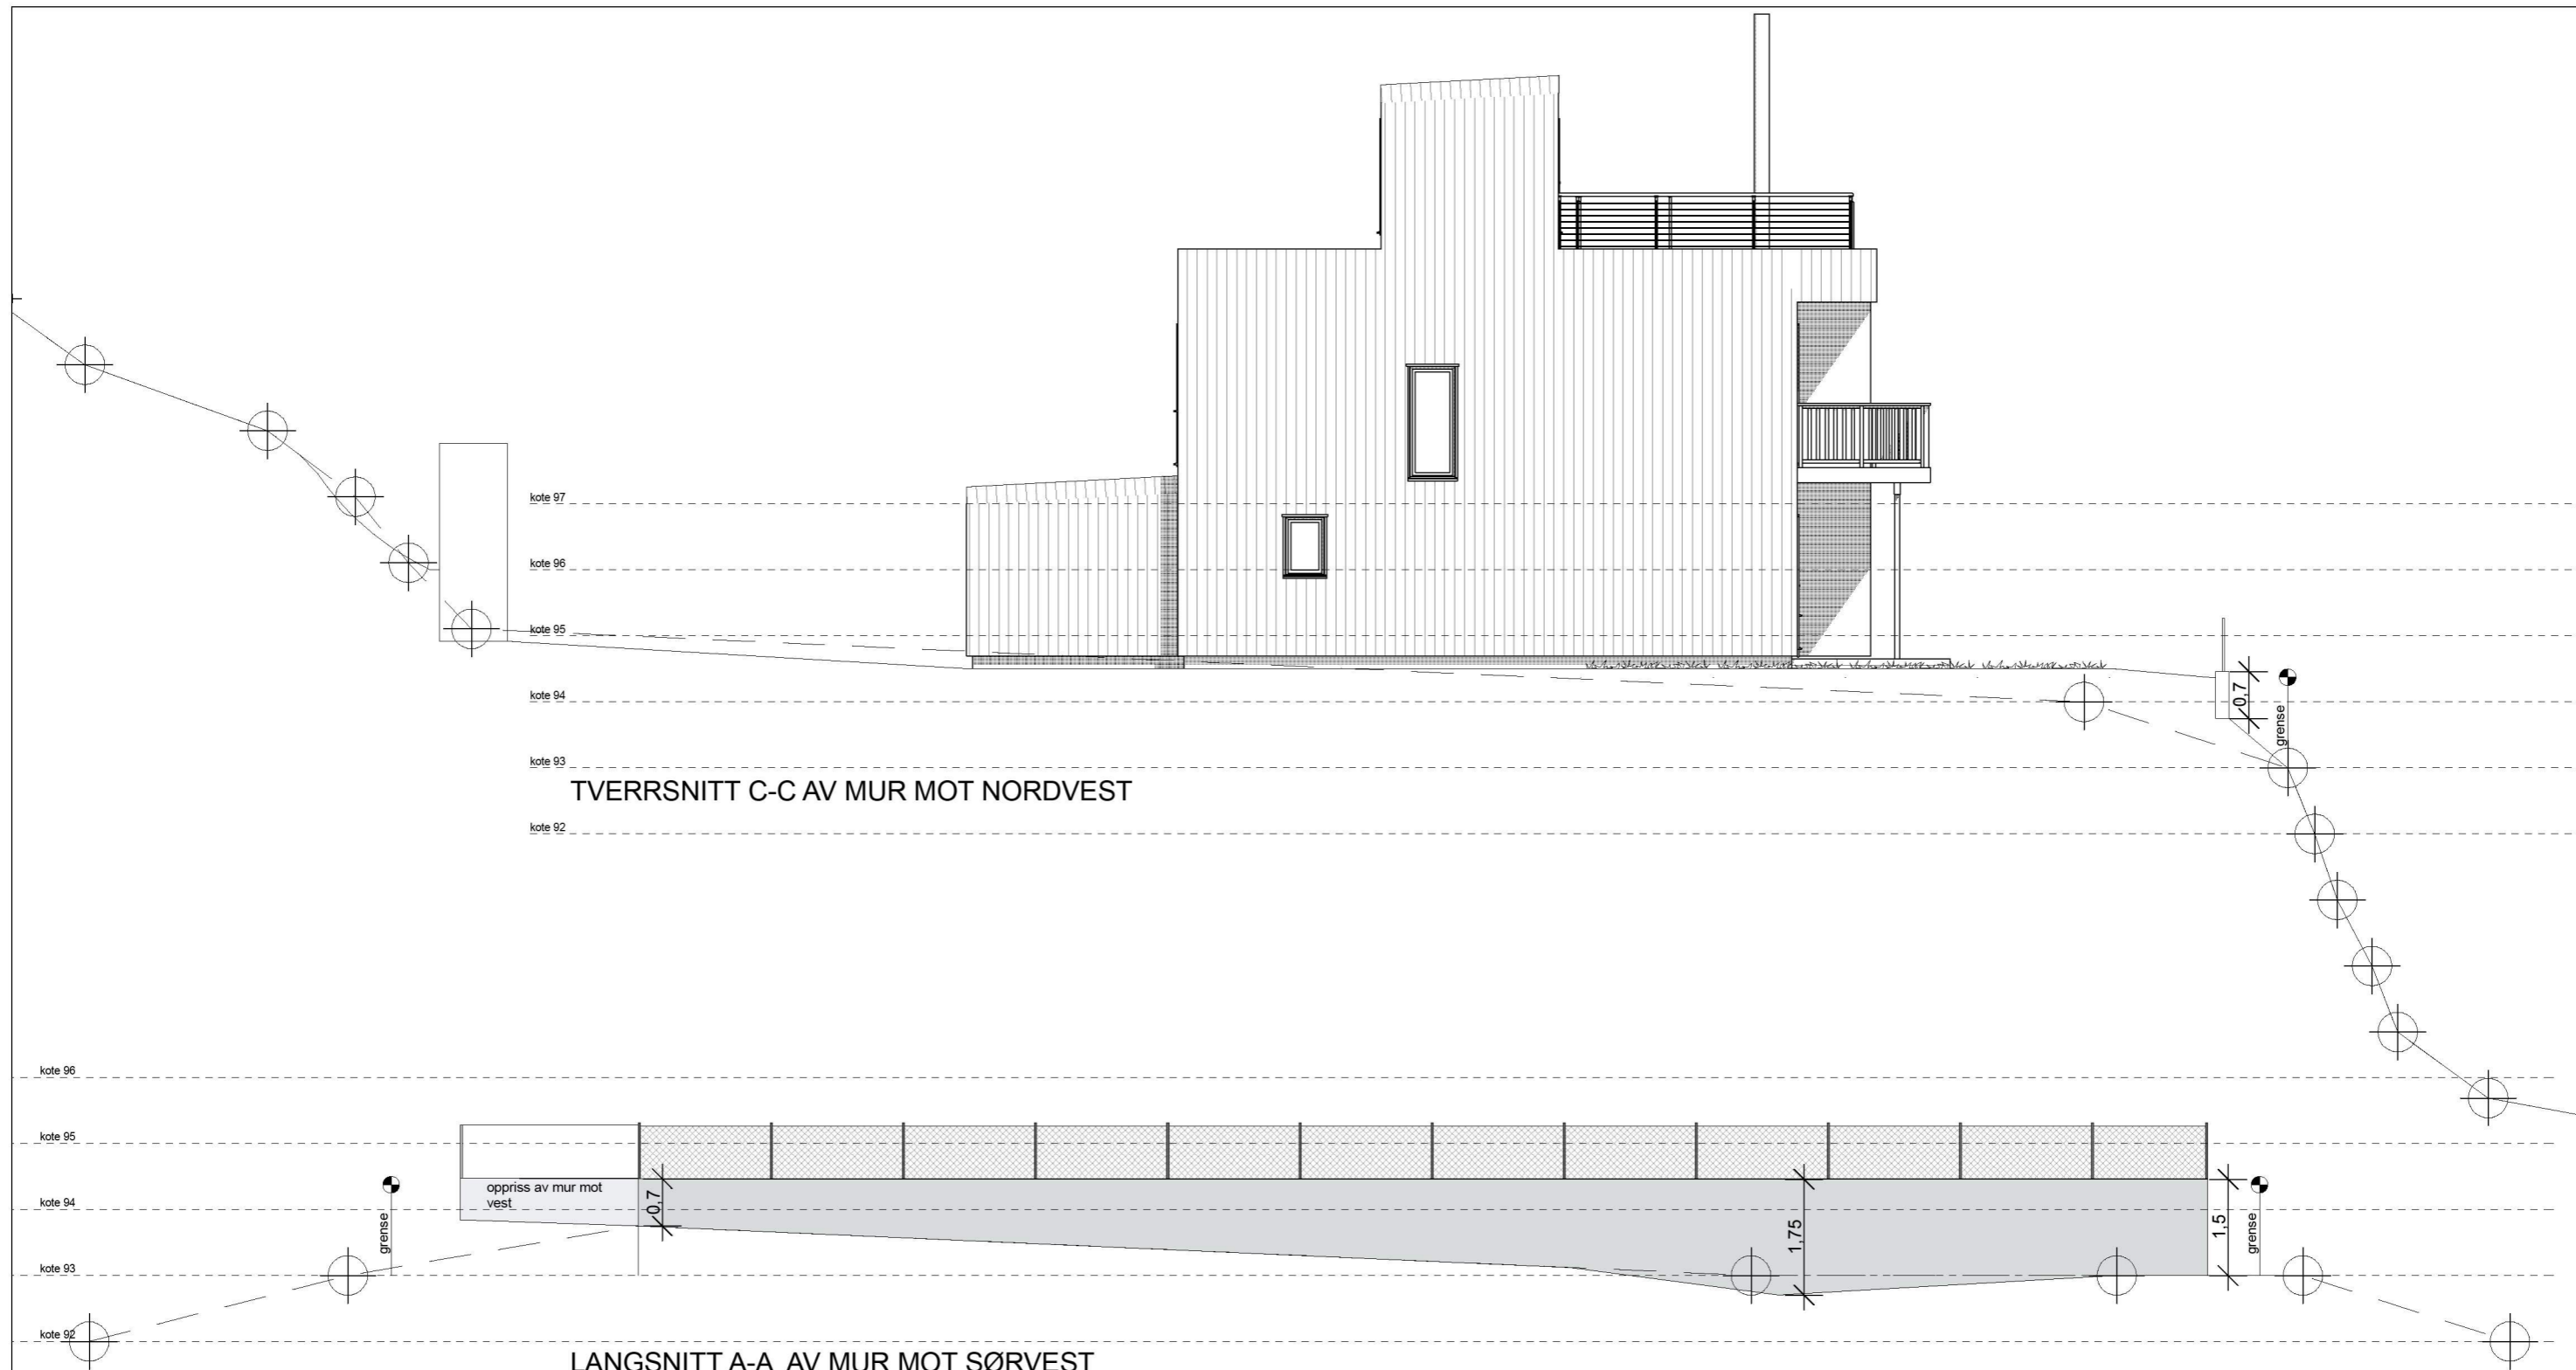 kote 97
kote 96
kote 95
kote 94
0,7
grense
kote 93
TVERRSNITT C-C AV MUR MOT NORDVEST
kote 92
kote 96
kote 95
oppriss av mur mot
vest
kote 94
grense
0,7
1,75
1,5
grense
kote 93
kote 92
LANGSNITT A-A AV MUR MOT SØRVEST